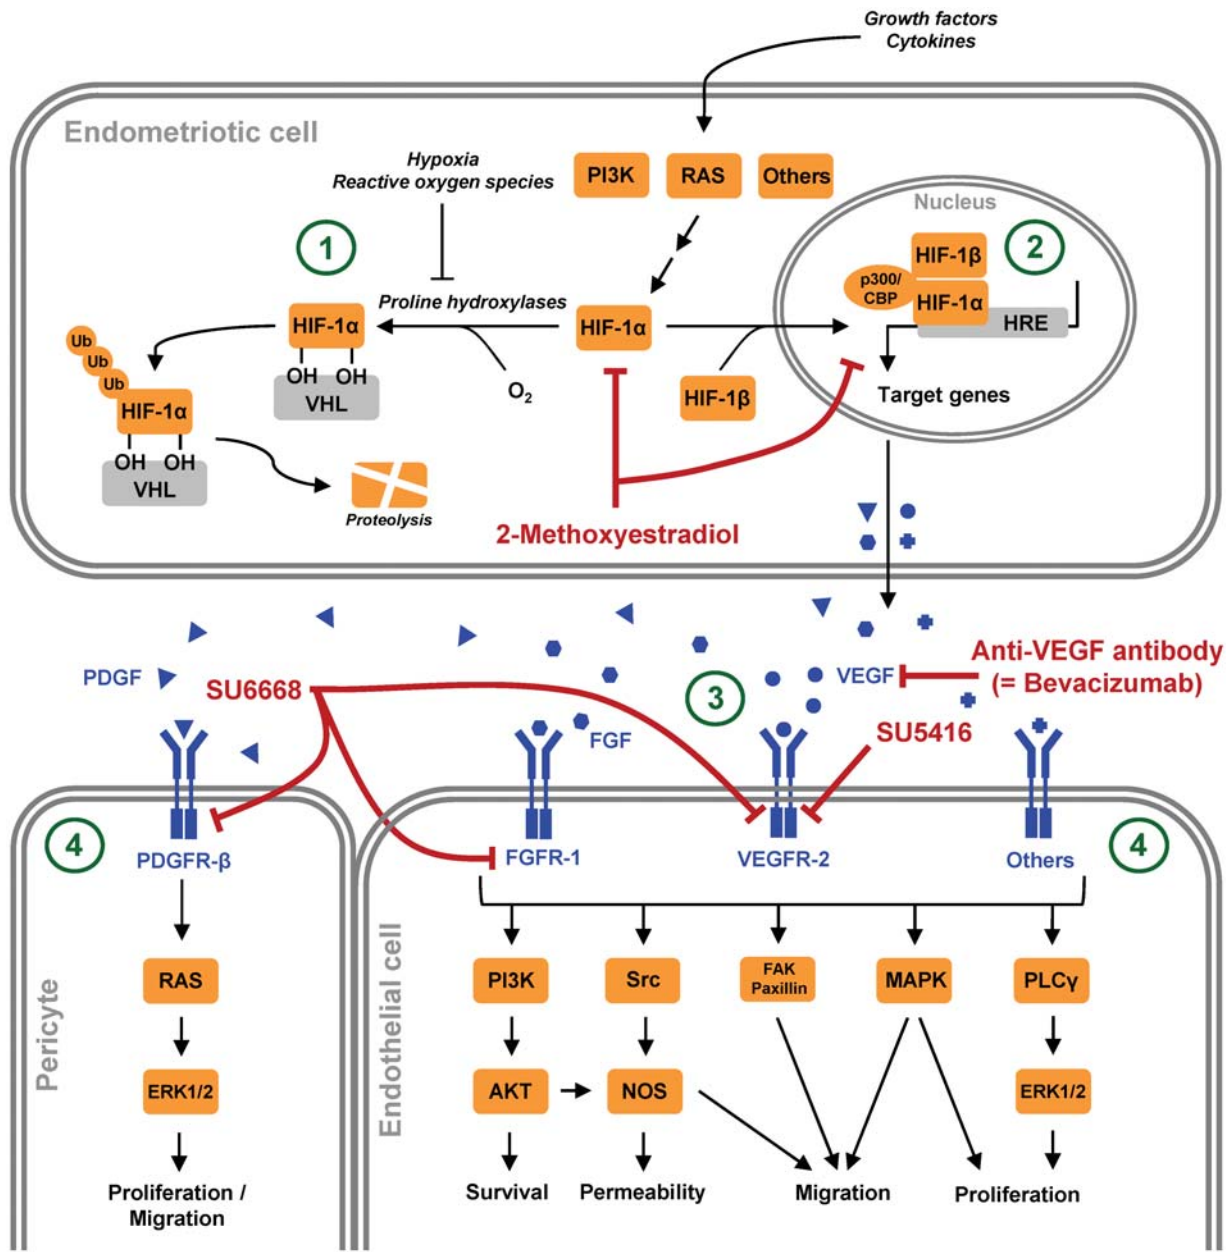 Growth factors
Cytokines
Endometriotic cell
Hypoxia
Reactive oxygen species
PI3K
RAS
Others
Nucleus
1
2
HIF-1β
p300/
CBP
HIF-1α
HRE
Proline hydroxylases
HIF-1α
HIF-1α
OH OH
VHL
O2
HIF-1β
Target genes
Ub
Ub
Ub
HIF-1α
OH OH
VHL
Proteolysis
2-Methoxyestradiol
PDGF
SU6668
3
VEGF
Anti-VEGF antibody
(= Bevacizumab)
FGF
SU5416
4
PDGFR-β
FGFR-1
VEGFR-2
Others
4
Pericyte
RAS
ERK1/2
Proliferation /
Migration
Endothelial cell
PI3K
Src
FAK
Paxillin
MAPK
PLCγ
AKT
NOS
ERK1/2
Survival
Permeability
Migration
Proliferation